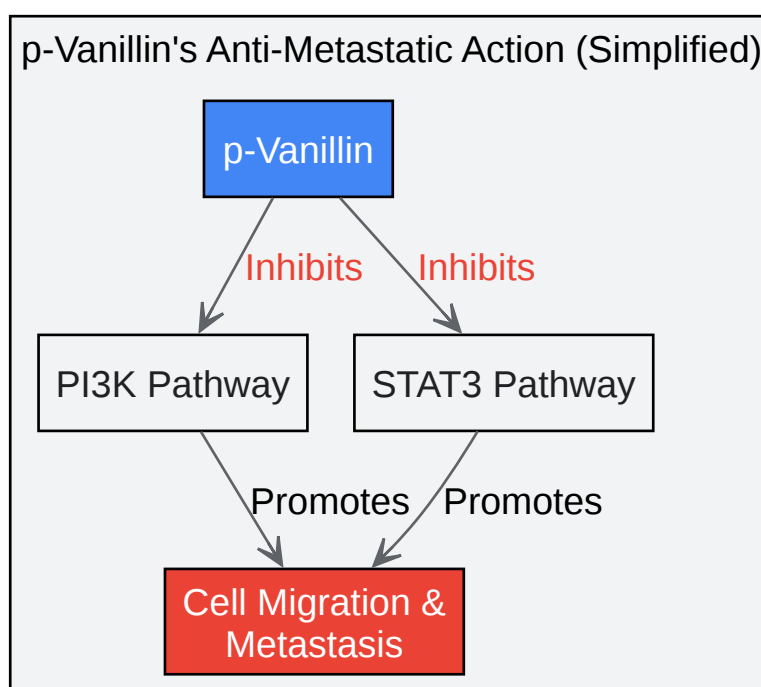 p-Vanillin's Anti-Metastatic Action (Simplified)
p-Vanillin
Inhibits
Inhibits
PI3K Pathway
STAT3 Pathway
Promotes
Promotes
Cell Migration &
Metastasis